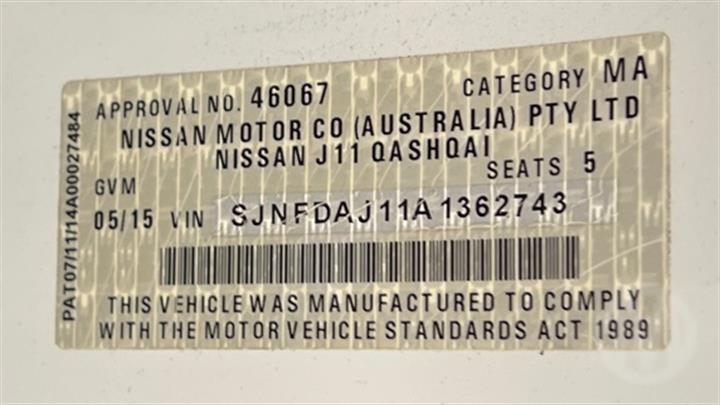 APPROVAL NO. 46067 CATEGORY MA
NISSAN MOTOR CO (AUSTRALIA) PTY LTD
NISSAN J11 QASHQAI
GVM SEATS 5
05/15 VIN SJNFDAJ11A1362743
THIS VEHICLE WAS MANUFACTURED TO COMPLY
WITH THE MOTOR VEHICLE STANDARDS ACT 1989
PAT07/11/14A00027484